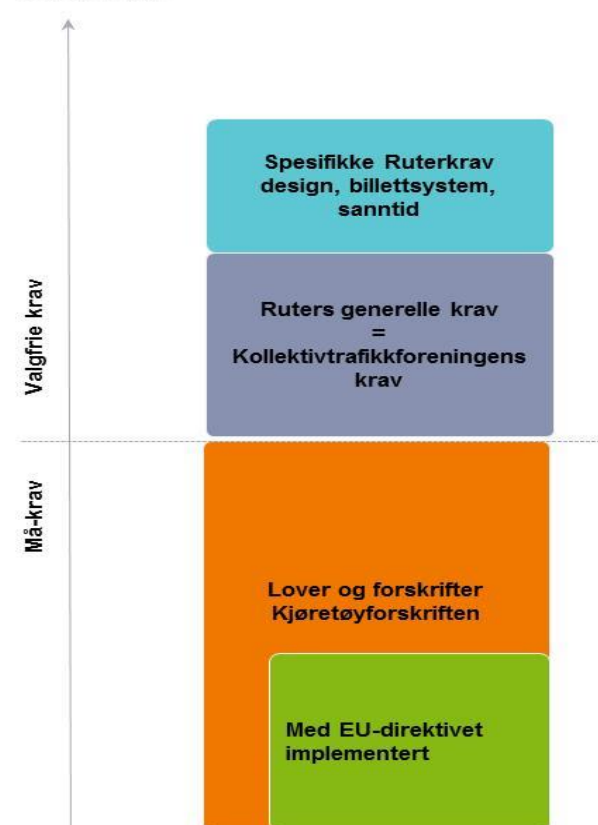 Spesifikke Ruterkrav
design, billettsystem,
sanntid
Valgfrie krav
Ruters generelle krav
=
Kollektivtrafikkforeningens
krav
Må-krav
Lover og forskrifter
Kjøretøyforskriften
Med EU-direktivet
implementert